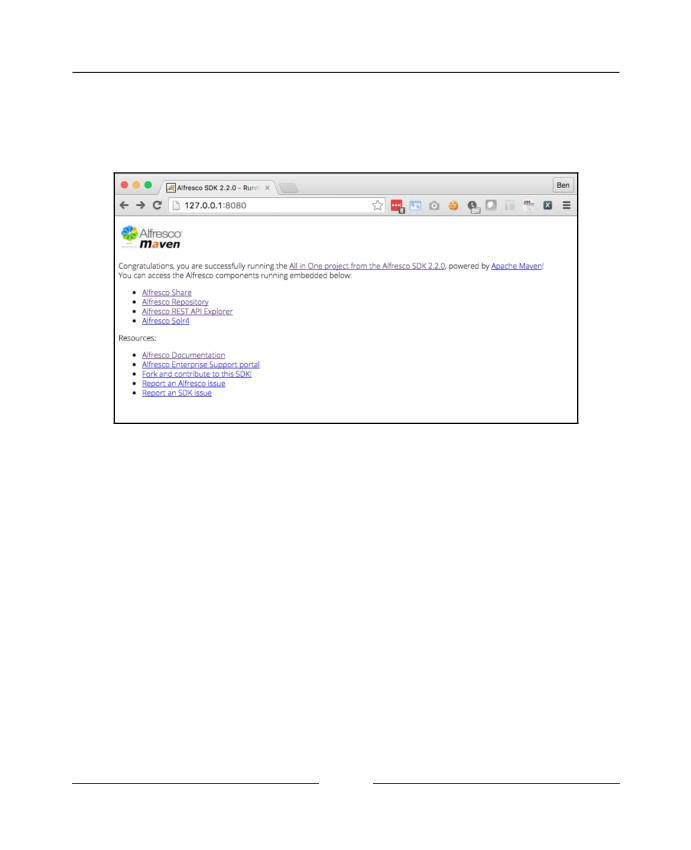 Alfresco SDK 2.2.0 - Runni
Ben
127.0.0.1:8080
Alfresco
maven
Congratulations, you are successfully running the All in One project from the Alfresco SDK 2.2.0, powered by Apache Maven!
You can access the Alfresco components running embedded below:
Alfresco Share
Alfresco Repository
Alfresco REST API Explorer
Alfresco Solr4
Resources:
Alfresco Documentation
Alfresco Enterprise Support portal
Fork and contribute to this SDK!
Report an Alfresco issue
Report an SDK issue